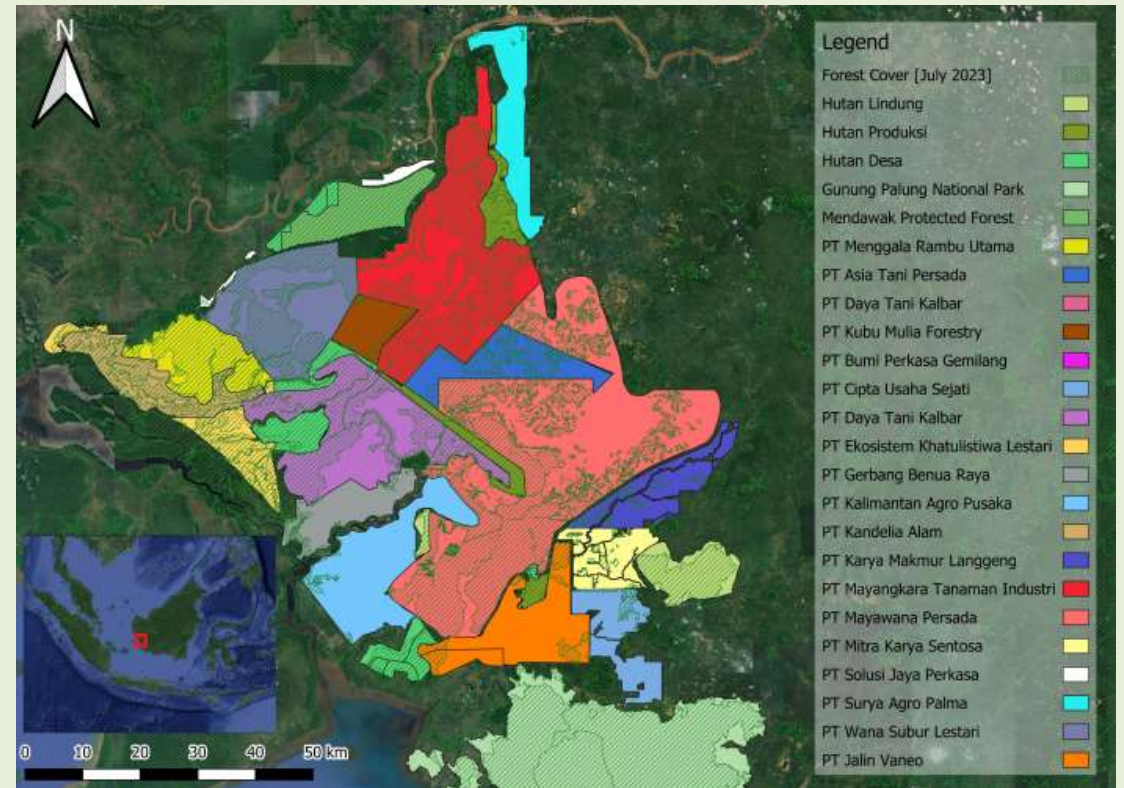 N
Legend
Forest Cover [July 2023]
Hutan Lindung
Hutan Produksi
Hutan Desa
Gunung Palung National Park
Mendawak Protected Forest
PT Menggala Rambu Utama
PT Asia Tani Persada
PT Daya Tani Kalbar
PT Kubu Mulia Forestry
PT Bumi Perkasa Gemilang
PT Cipta Usaha Sejati
PT Daya Tani Kalbar
PT Ekosistem Khatulistiwa Lestari
PT Gerbang Benua Raya
PT Kalimantan Agro Pusaka
PT Kandelia Alam
PT Karya Makmur Langgeng
PT Mayangkara Tanaman Industri
PT Mayawana Persada
PT Mitra Karya Sentosa
PT Solusi Jaya Perkasa
PT Surya Agro Palma
PT Wana Subur Lestari
PT Jalin Vaneo
0 10 20 30 40 50 km